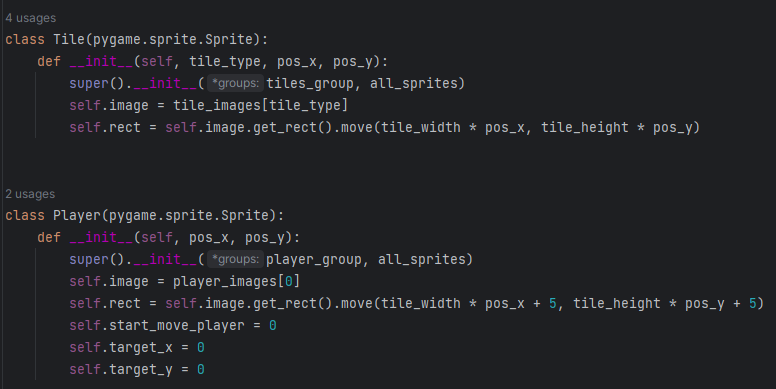 4 usages
class Tile(pygame.sprite.Sprite):
    def __init__(self, tile_type, pos_x, pos_y):
        super().__init__(*groups: tiles_group, all_sprites)
        self.image = tile_images[tile_type]
        self.rect = self.image.get_rect().move(tile_width * pos_x, tile_height * pos_y)
2 usages
class Player(pygame.sprite.Sprite):
    def __init__(self, pos_x, pos_y):
        super().__init__(*groups: player_group, all_sprites)
        self.image = player_images[0]
        self.rect = self.image.get_rect().move(tile_width * pos_x + 5, tile_height * pos_y + 5)
        self.start_move_player = 0
        self.target_x = 0
        self.target_y = 0